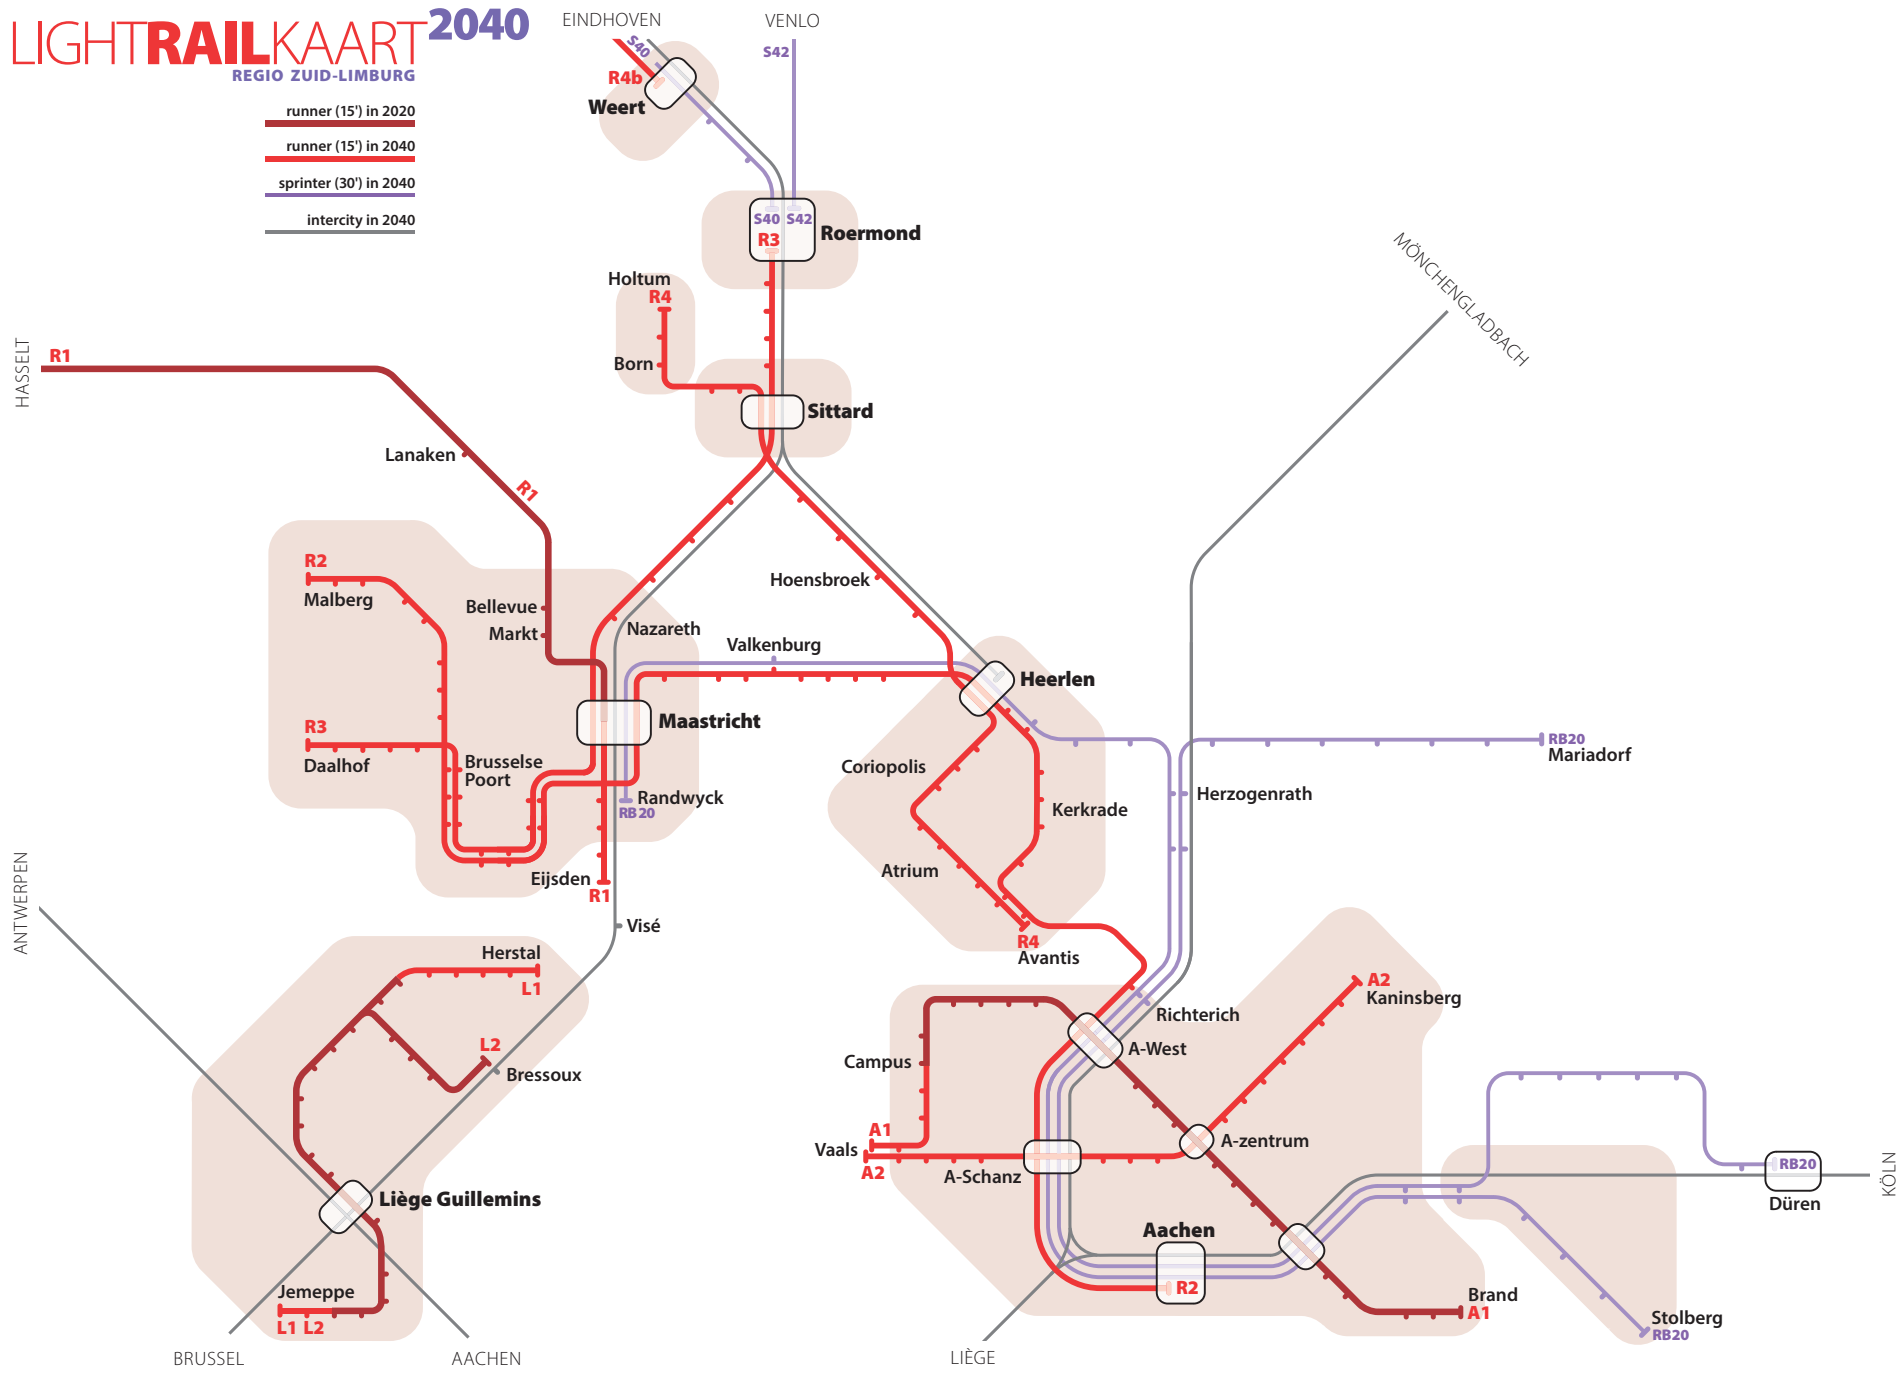 LIGHTRAILKAART 2040
REGIO ZUID-LIMBURG
runner (15') in 2020
runner (15') in 2040
sprinter (30') in 2040
intercity in 2040
EINDHOVEN
VENLO
S40
S42
R4b
Weert
S40
S42
R3
Roermond
Holtum
R4
Born
Sittard
MÖNCHENGLADBACH
HASSELT
R1
Lanaken
R1
R2
Malberg
Bellevue
Markt
Nazareth
Hoensbroek
Valkenburg
Heerlen
Maastricht
R3
Daalhof
Brusselse
Poort
Randwyck
RB20
Eijsden
R1
Visé
Coriopolis
Kerkrade
Atrium
R4
Avantis
Herzogenrath
RB20
Mariadorf
ANTWERPEN
Herstal
L1
L2
Bressoux
Liège Guillemins
Jemeppe
L1 L2
BRUSSEL
AACHEN
Richterich
A-West
Campus
A2
Kaninsberg
A1
Vaals
A2
A-Schanz
A-zentrum
Aachen
R2
LIÈGE
Brand
A1
RB20
Düren
KÖLN
Stolberg
RB20